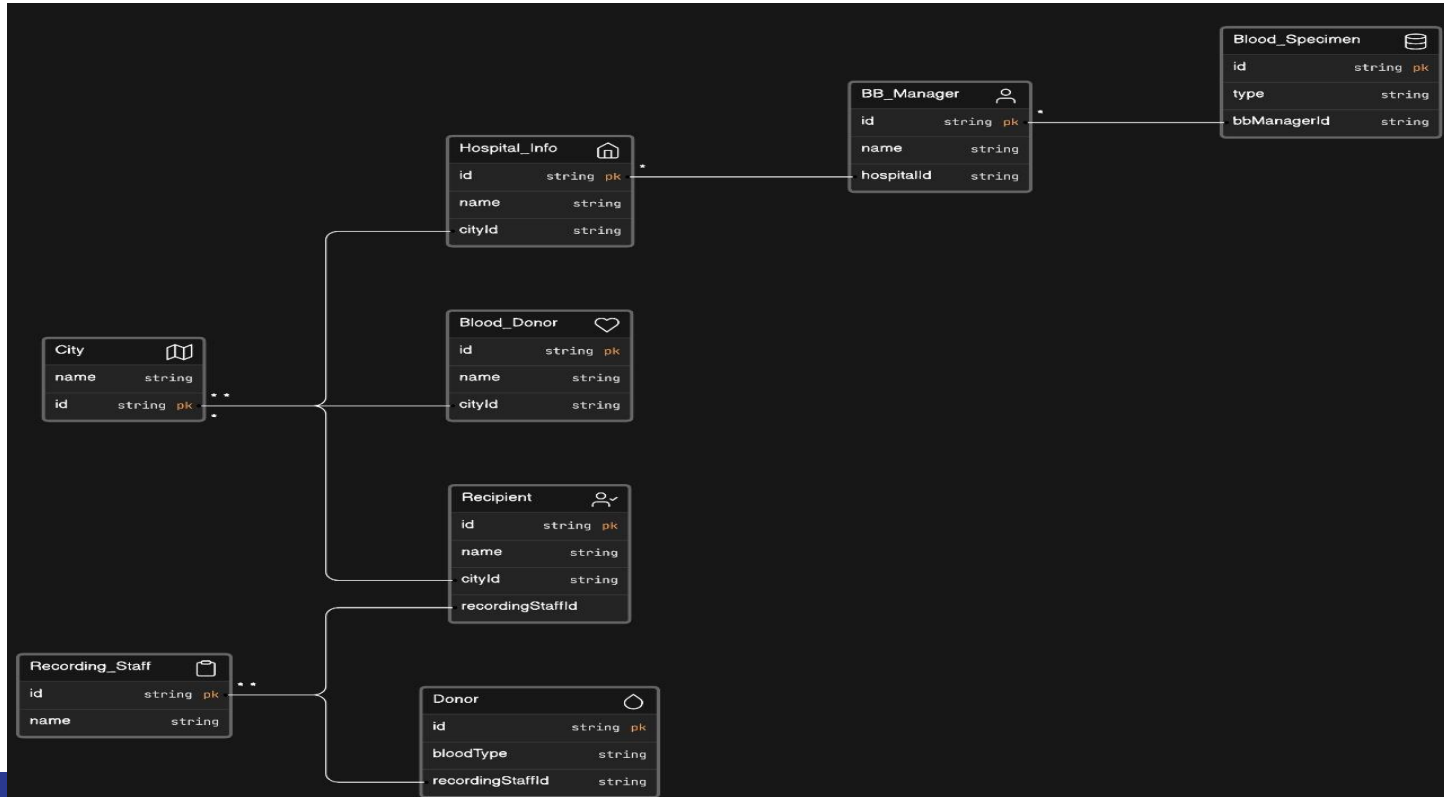 Blood_Specimen
id string pk
type string
bbManagerId string
BB_Manager
id string pk *
name string
hospitalId string
Hospital_Info
id string pk *
name string
cityId string
Blood_Donor
id string pk
name string
cityId string
City
name string
id string pk * *
*
Recipient
id string pk
name string
cityId string
recordingStaffId
Recording_Staff
id string pk * *
name string
Donor
id string pk
bloodType string
recordingStaffId string